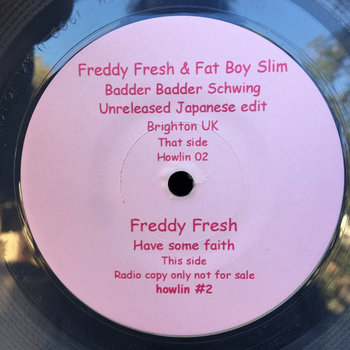 Freddy Fresh & Fat Boy Slim
Badder Badder Schwing
Unreleased Japanese edit
Brighton UK
That side
Howlin 02
Freddy Fresh
Have some faith
This side
Radio copy only not for sale
howlin #2